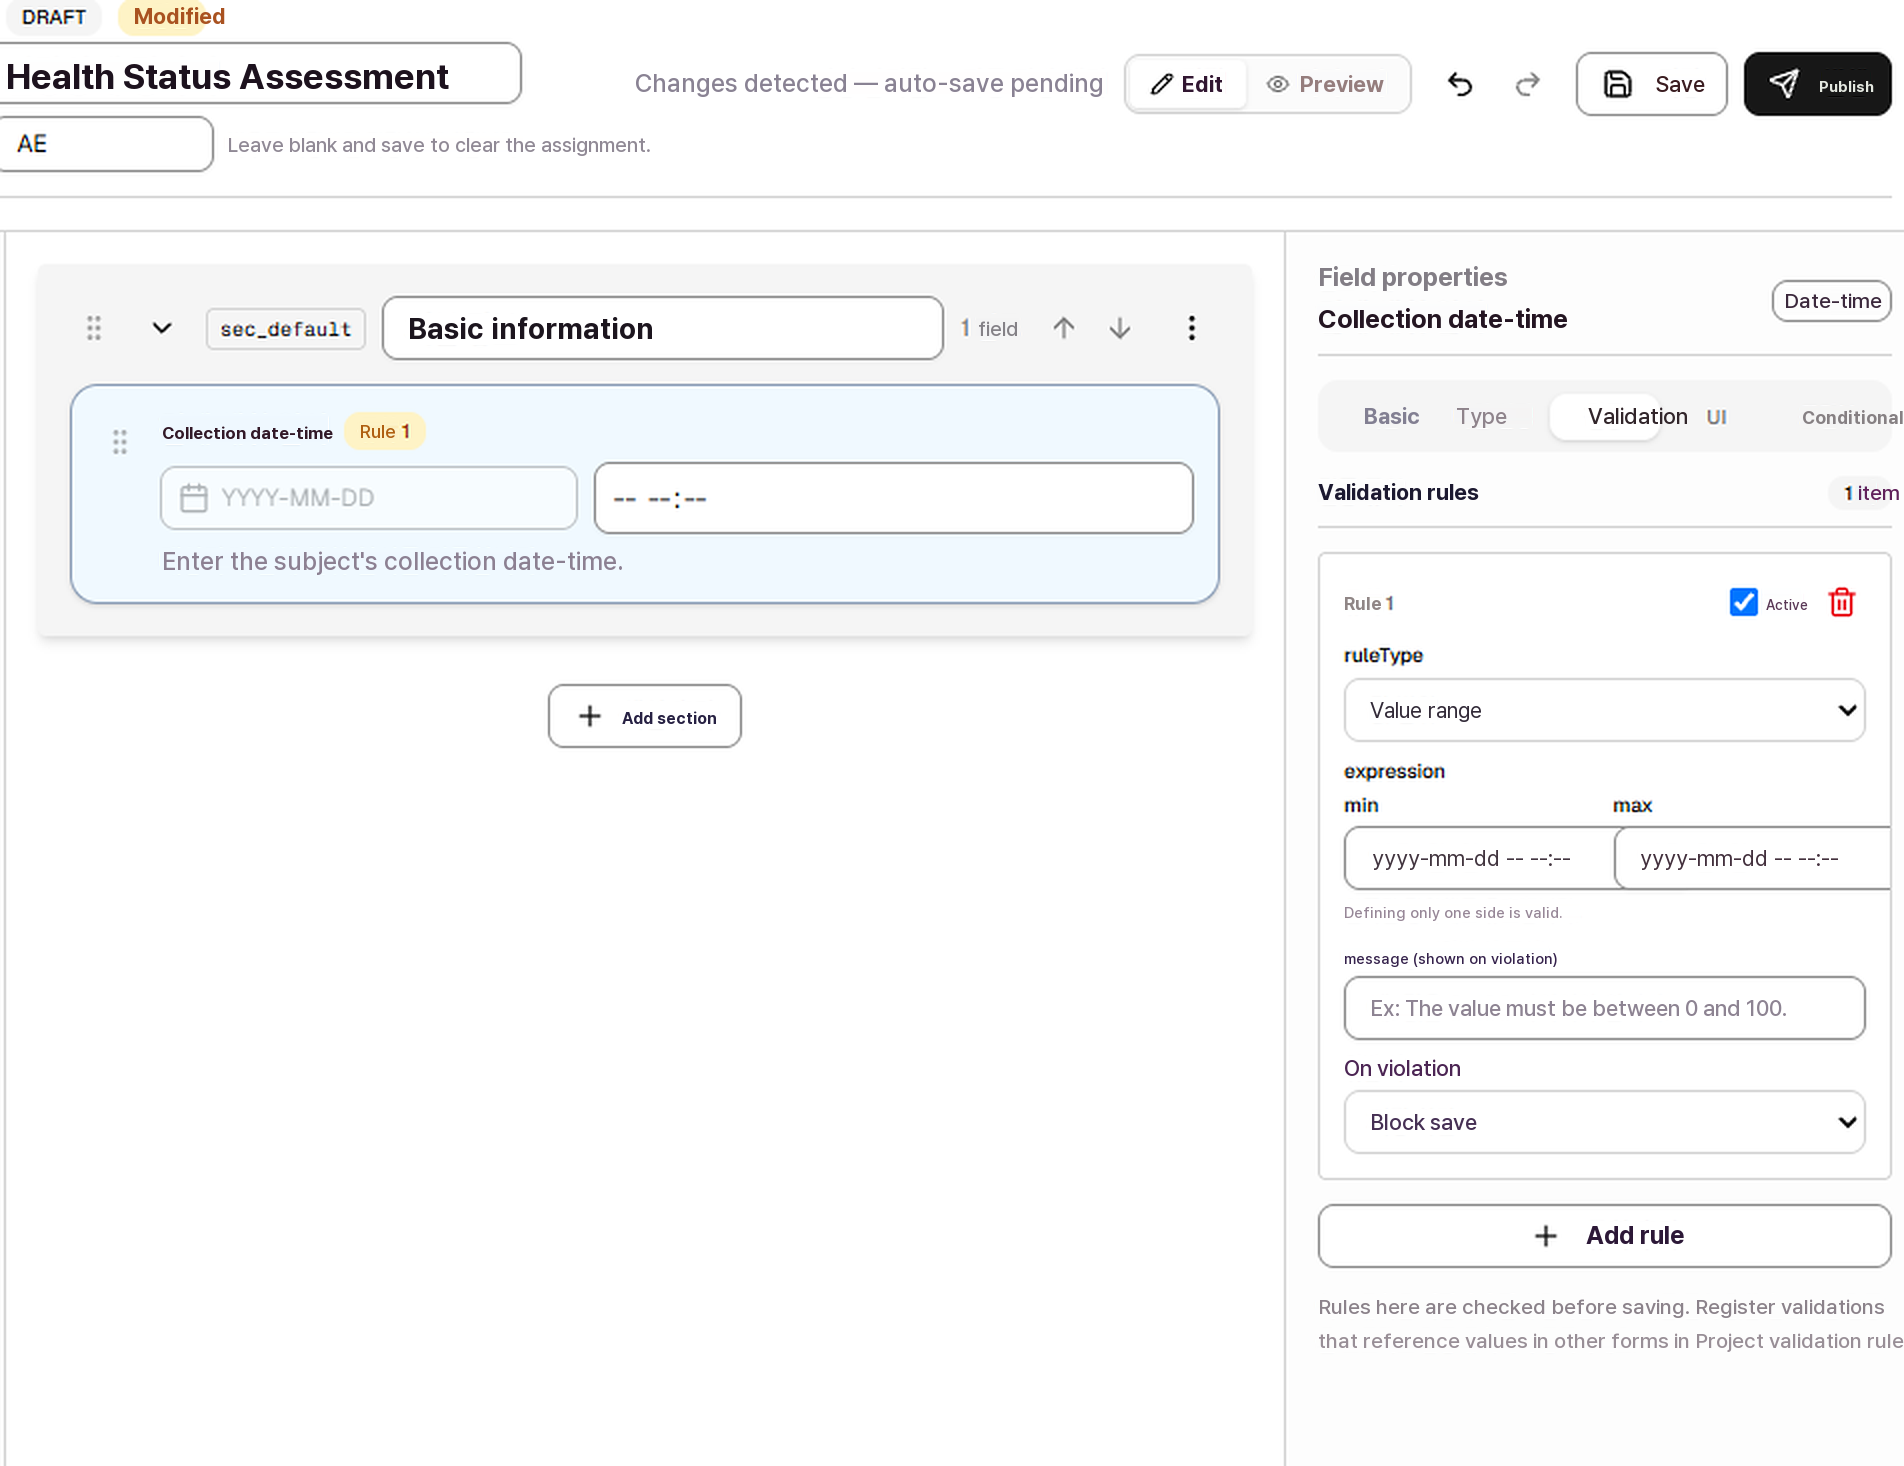 DRAFT Modified
Health Status Assessment
Changes detected — auto-save pending Edit Preview Save Publish
AE Leave blank and save to clear the assignment.
sec_default Basic information 1 field
Collection date-time Rule 1
YYYY-MM-DD -- --:--
Enter the subject's collection date-time.
Add section
Field properties
Collection date-time Date-time
Basic Type Validation UI Conditional
Validation rules 1 item
Rule 1 Active
ruleType
Value range
expression
min max
yyyy-mm-dd -- --:-- yyyy-mm-dd -- --:--
Defining only one side is valid.
message (shown on violation)
Ex: The value must be between 0 and 100.
On violation
Block save
Add rule
Rules here are checked before saving. Register validations
that reference values in other forms in Project validation rule